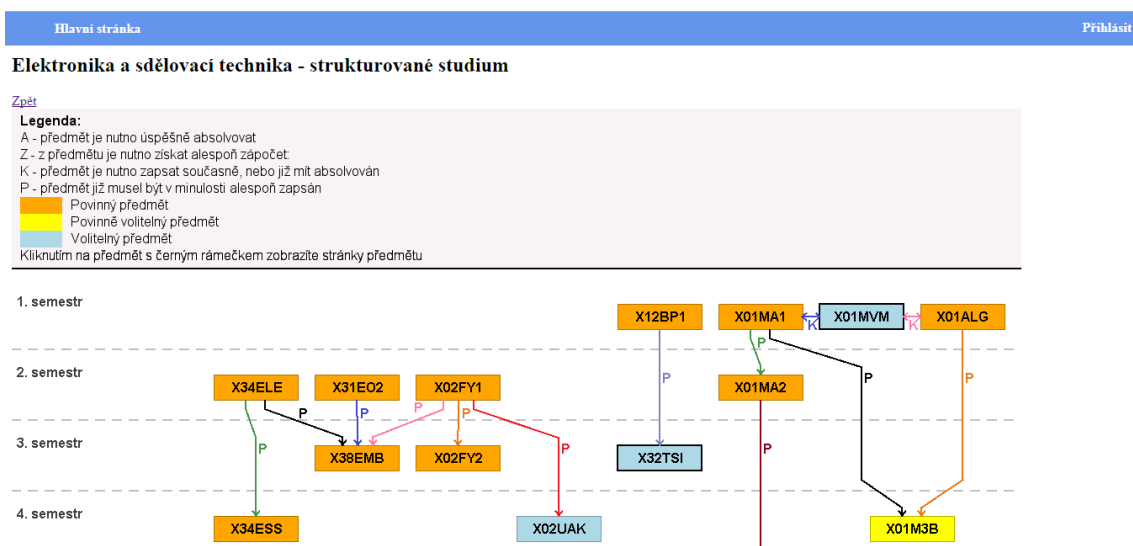 Hlavní stránka Přihlásit
Elektronika a sdělovací technika - strukturované studium
Zpět
Legenda:
A - předmět je nutno úspěšně absolvovat
Z - z předmětu je nutno získat alespoň zápočet
K - předmět je nutno zapsat současně, nebo již mít absolvován
P - předmět již musel být v minulosti alespoň zapsán
Povinný předmět
Povinně volitelný předmět
Volitelný předmět
Kliknutím na předmět s černým rámečkem zobrazíte stránky předmětu
1. semestr
X12BP1 X01MA1 K X01MVM K X01ALG
P
2. semestr
X34ELE X31EO2 X02FY1 P X01MA2 P P
P P P P
3. semestr
P X38EMB X02FY2 P X32TSI P
4. semestr
X34ESS X02UAK X01M3B